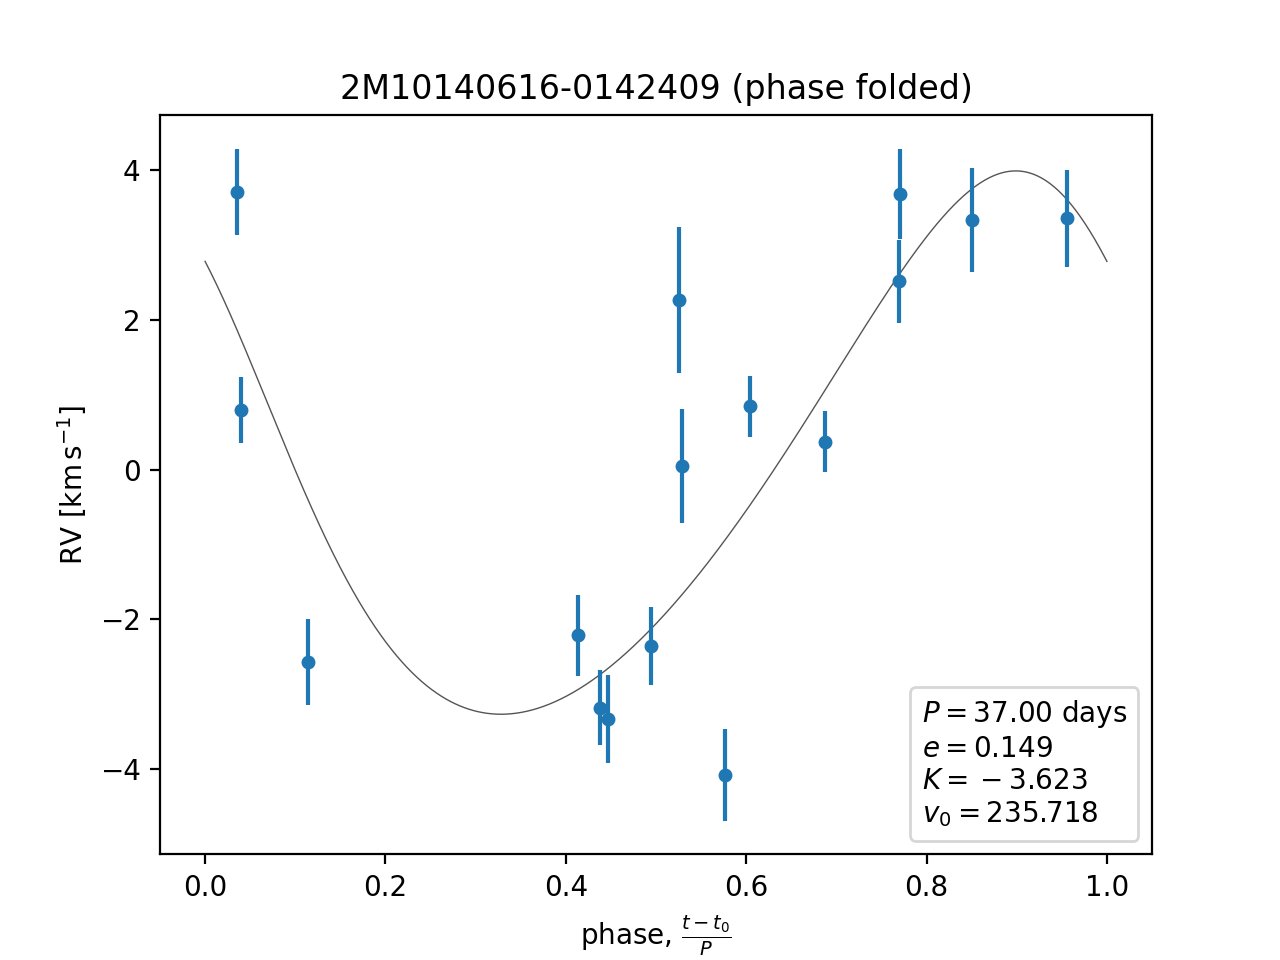 2M10140616-0142409 (phase folded)
4
2
0
−2
−4
RV [km s⁻¹]
P = 37.00 days
e = 0.149
K = − 3.623
v₀ = 235.718
0.0 0.2 0.4 0.6 0.8 1.0
phase, (t − t₀)/P